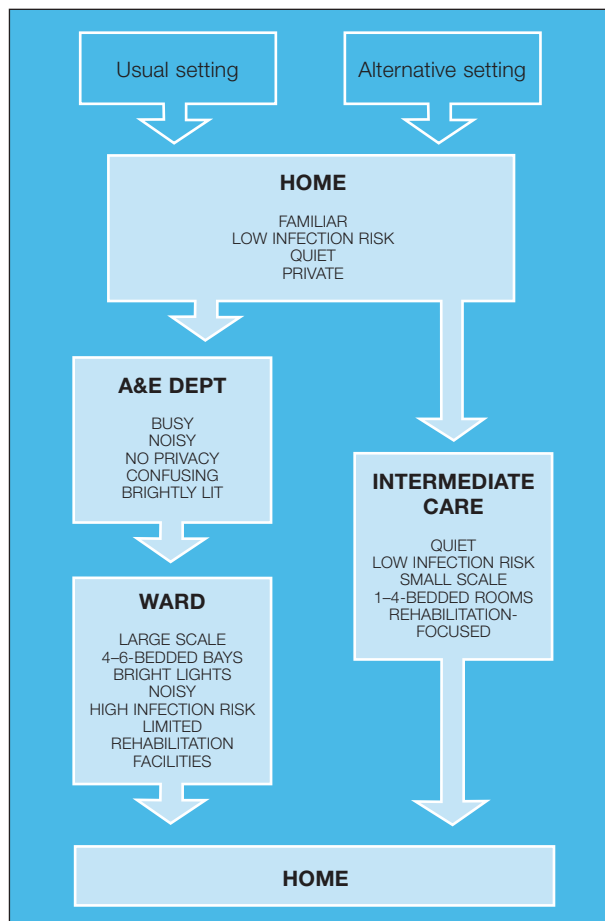 Usual setting
Alternative setting
HOME
FAMILIAR
LOW INFECTION RISK
QUIET
PRIVATE
A&E DEPT
BUSY
NOISY
NO PRIVACY
CONFUSING
BRIGHTLY LIT
WARD
LARGE SCALE
4–6-BEDDED BAYS
BRIGHT LIGHTS
NOISY
HIGH INFECTION RISK
LIMITED
REHABILITATION
FACILITIES
INTERMEDIATE
CARE
QUIET
LOW INFECTION RISK
SMALL SCALE
1–4-BEDDED ROOMS
REHABILITATION-
FOCUSED
HOME